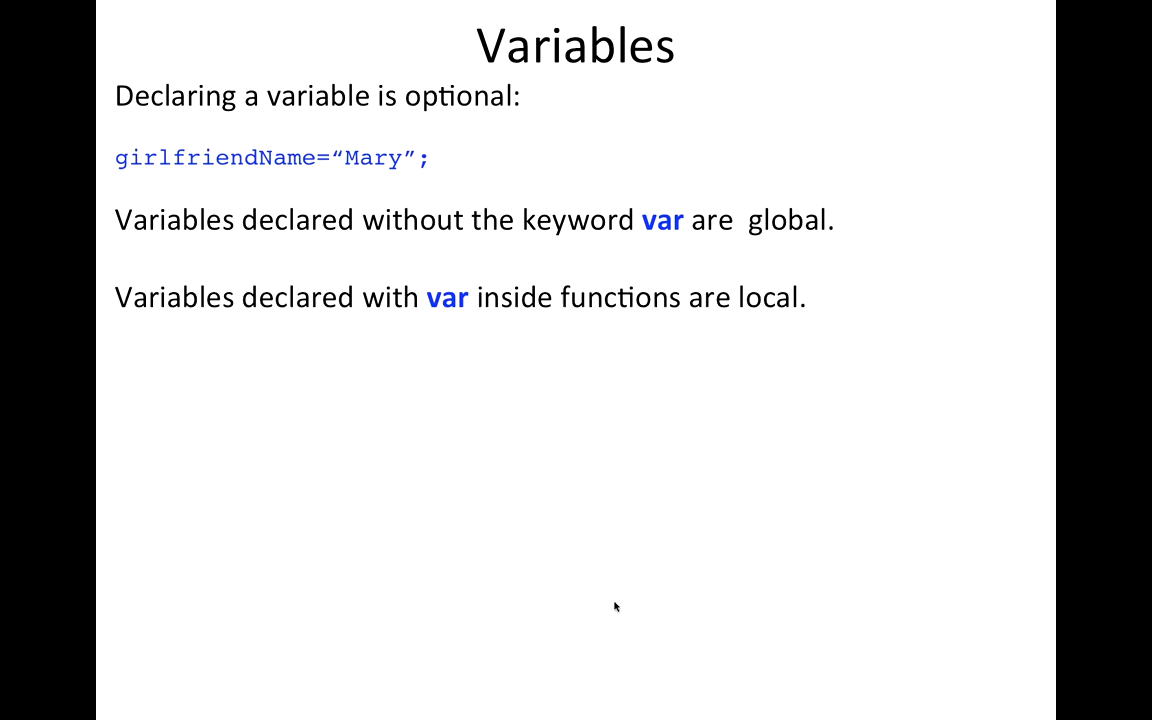 Variables
Declaring a variable is optional:
girlfriendName=“Mary”;
Variables declared without the keyword var are  global.
Variables declared with var inside functions are local.